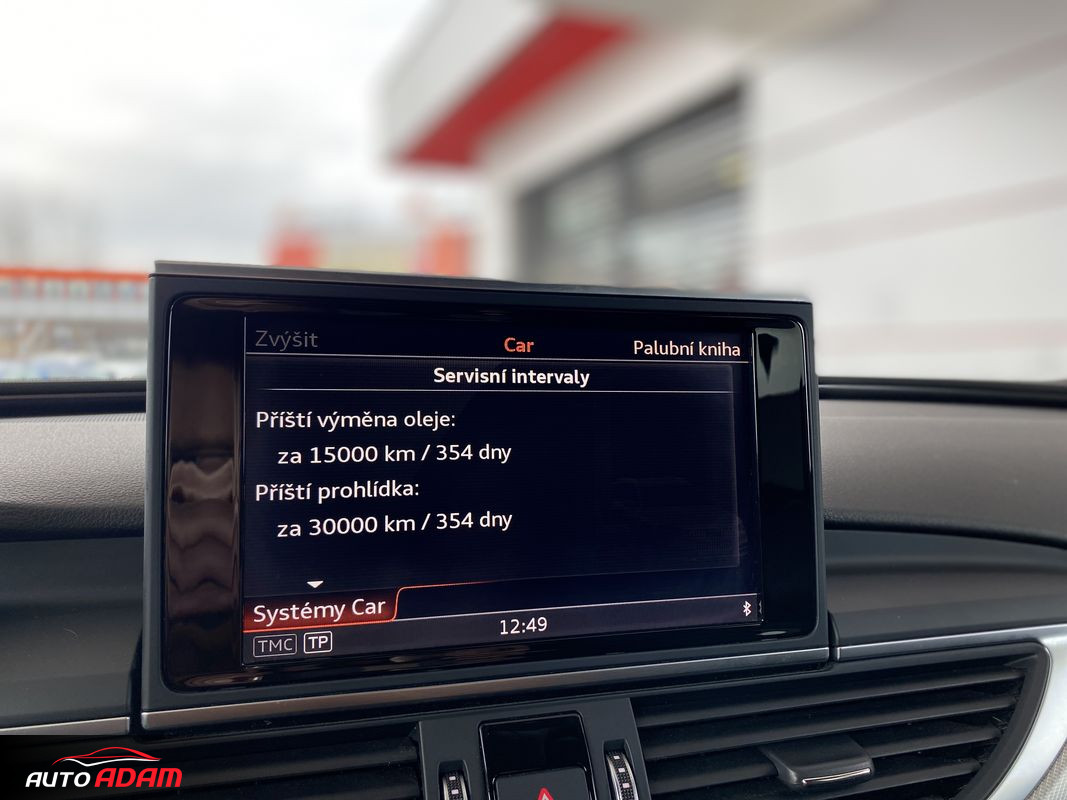 Zvýšit
Car
Palubní kniha
Servisní intervaly
Příští výměna oleje:
za 15000 km / 354 dny
Příští prohlídka:
za 30000 km / 354 dny
Systémy Car
TMC TP
12:49
AUTO ADAM